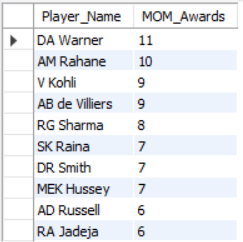 Player_Name MOM_Awards
DA Warner 11
AM Rahane 10
V Kohli 9
AB de Villiers 9
RG Sharma 8
SK Raina 7
DR Smith 7
MEK Hussey 7
AD Russell 6
RA Jadeja 6